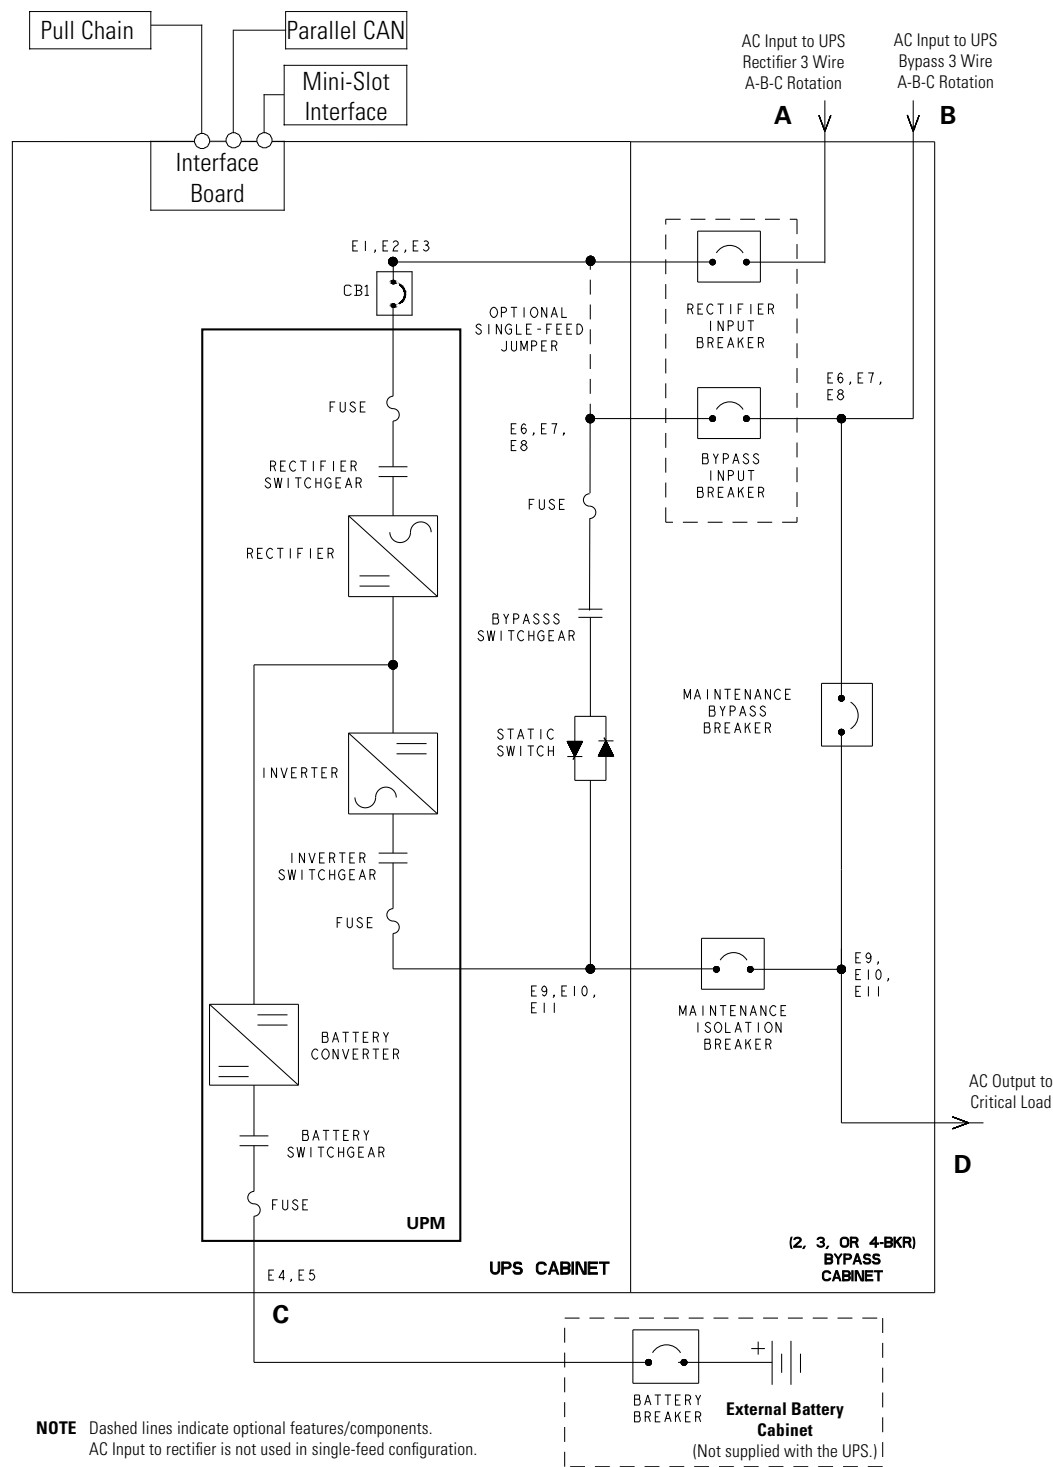 Pull Chain
Parallel CAN
Mini-Slot
Interface
Interface
Board
AC Input to UPS
Rectifier 3 Wire
A-B-C Rotation
A
AC Input to UPS
Bypass 3 Wire
A-B-C Rotation
B
E1,E2,E3
CB1
OPTIONAL
SINGLE-FEED
JUMPER
RECTIFIER
INPUT
BREAKER
E6,E7,
E8
FUSE
E6,E7,
E8
BYPASS
INPUT
BREAKER
RECTIFIER
SWITCHGEAR
FUSE
RECTIFIER
BYPASSS
SWITCHGEAR
MAINTENANCE
BYPASS
BREAKER
STATIC
SWITCH
INVERTER
INVERTER
SWITCHGEAR
FUSE
E9,E10,
E11
E9,
E10,
E11
MAINTENANCE
ISOLATION
BREAKER
BATTERY
CONVERTER
AC Output to
Critical Load
D
BATTERY
SWITCHGEAR
FUSE
UPM
UPS CABINET
(2, 3, OR 4-BKR)
BYPASS
CABINET
E4,E5
C
+
BATTERY
BREAKER
External Battery
Cabinet
(Not supplied with the UPS.)
NOTE Dashed lines indicate optional features/components.
AC Input to rectifier is not used in single-feed configuration.